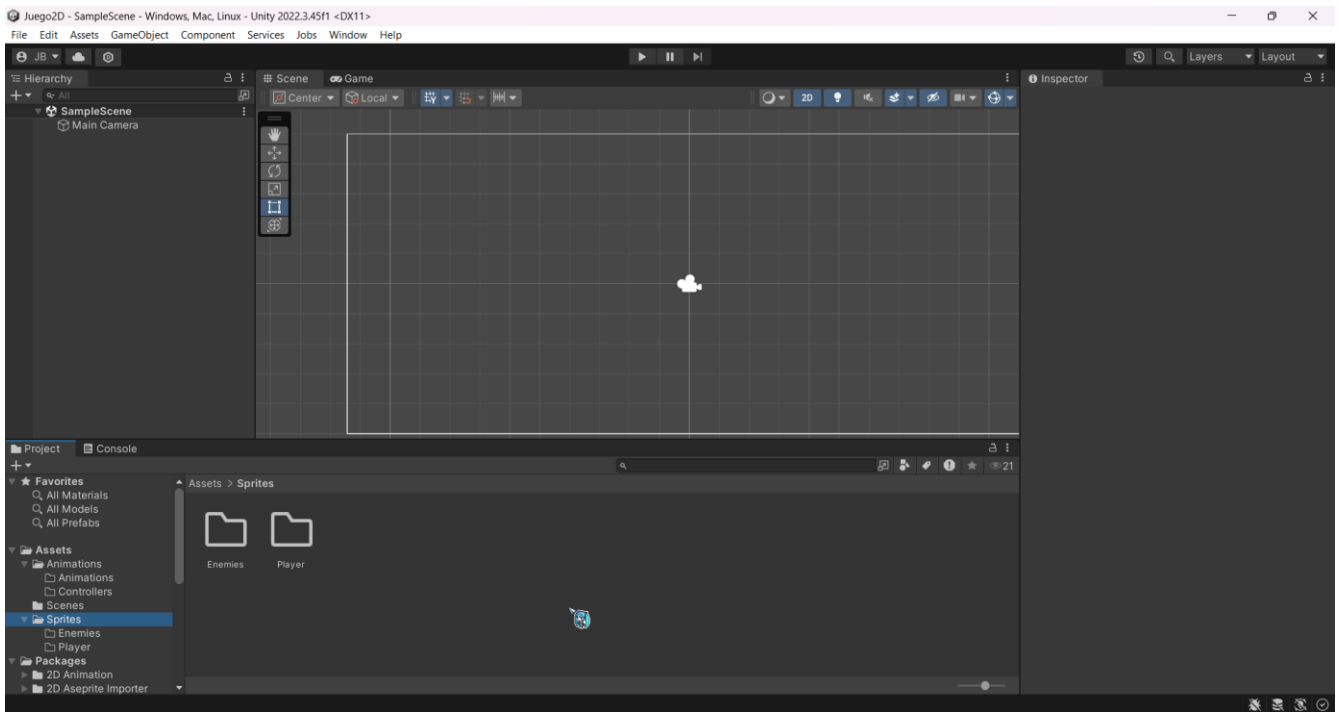 Juego2D - SampleScene - Windows, Mac, Linux - Unity 2022.3.45f1 <DX11>
File Edit Assets GameObject Component Services Jobs Window Help
JB Layers Layout
Hierarchy
All
SampleScene
Main Camera
Scene Game
Center Local 2D
Inspector
Project Console
21
Favorites
All Materials
All Models
All Prefabs
Assets
Animations
Animations
Controllers
Scenes
Sprites
Enemies
Player
Packages
2D Animation
2D Aseprite Importer
Assets > Sprites
Enemies Player